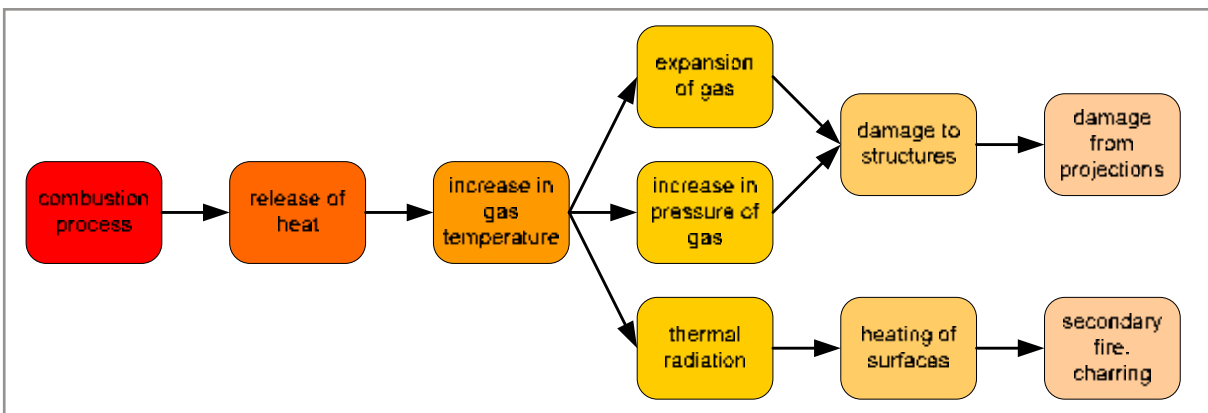 combustion
process
release of
heat
increase in
gas
temperature
expansion
of gas
increase in
pressure of
gas
thermal
radiation
damage to
structures
heating of
surfaces
damage
from
projections
secondary
fire.
charring